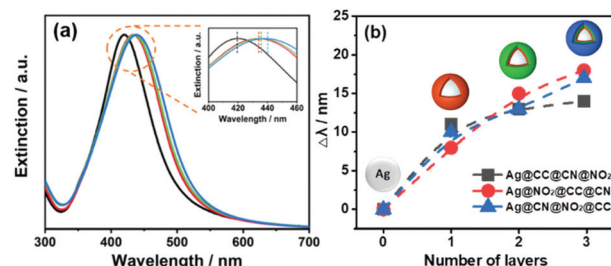 (a)
Extinction / a.u.
Wavelength / nm
300 400 500 600 700
Extinction / a.u.
400 420 440 460
Wavelength / nm
(b)
Δλ / nm
25
20
15
10
5
0
Ag
Ag@CC@CN@NO₂
Ag@NO₂@CC@CN
Ag@CN@NO₂@CC
0 1 2 3
Number of layers